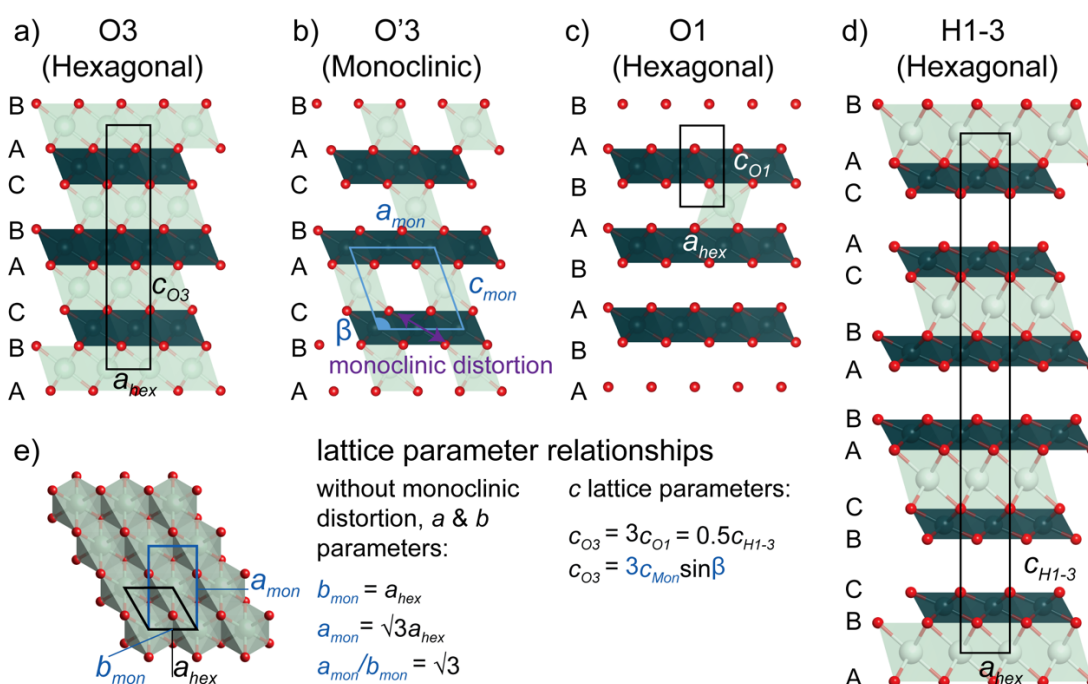 a)
O3
(Hexagonal)
B
A
C
B
A
C
B
A
c_O3
a_hex
b)
O’3
(Monoclinic)
B
A
C
B
A
C
B
A
a_mon
c_mon
β
monoclinic distortion
c)
O1
(Hexagonal)
B
A
B
A
B
A
B
A
c_O1
a_hex
d)
H1-3
(Hexagonal)
B
A
C
A
C
B
A
B
A
C
B
C
B
A
c_H1-3
a_hex
e)
a_mon
b_mon
a_hex
lattice parameter relationships
without monoclinic
distortion, a & b
parameters:
b_mon = a_hex
a_mon = √3a_hex
a_mon/b_mon = √3
c lattice parameters:
c_O3 = 3c_O1 = 0.5c_H1-3
c_O3 = 3c_Mon sinβ